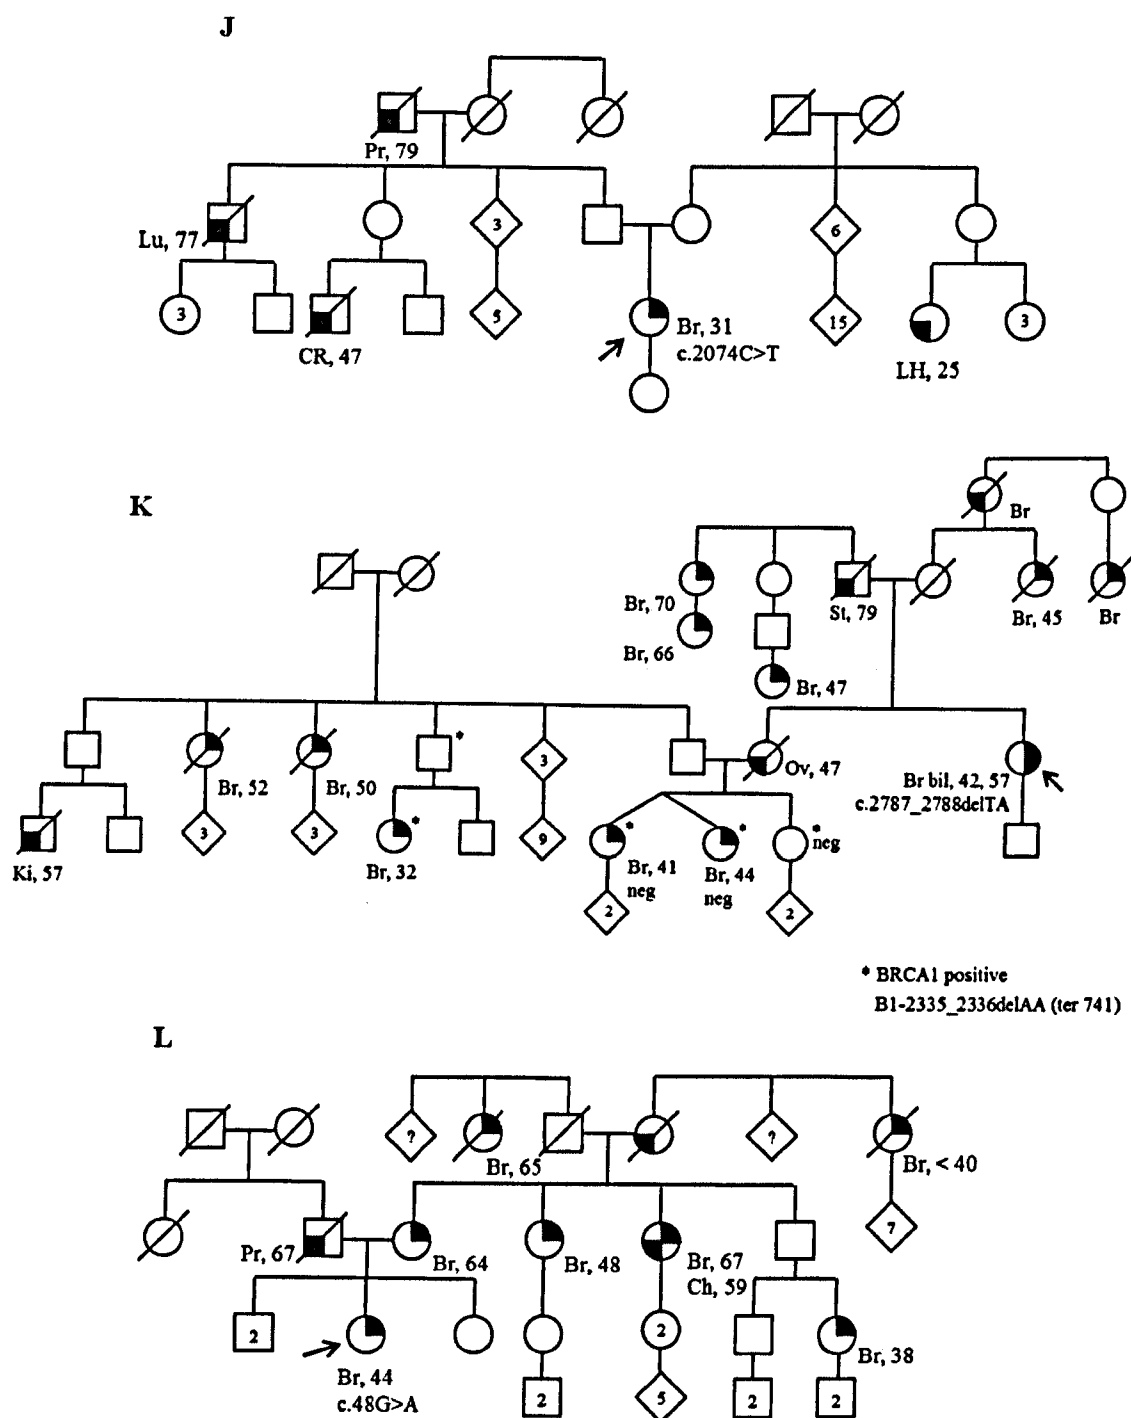 J
Pr, 79
Lu, 77
3
6
3
CR, 47
5
Br, 31
c.2074C>T
15
LH, 25
3
K
Br
Br, 70
St, 79
Br, 45
Br
Br, 66
Br, 47
*
3
Ov, 47
Br bil, 42, 57
c.2787_2788delTA
Br, 52
Br, 50
Ki, 57
3
3
*
Br, 32
9
*
Br, 41
neg
*
Br, 44
neg
*
neg
2
2
* BRCA1 positive
B1-2335_2336delAA (ter 741)
L
?
Br, 65
?
Br, < 40
7
Pr, 67
Br, 64
Br, 48
Br, 67
Ch, 59
2
Br, 44
c.48G>A
2
Br, 38
2
5
2
2